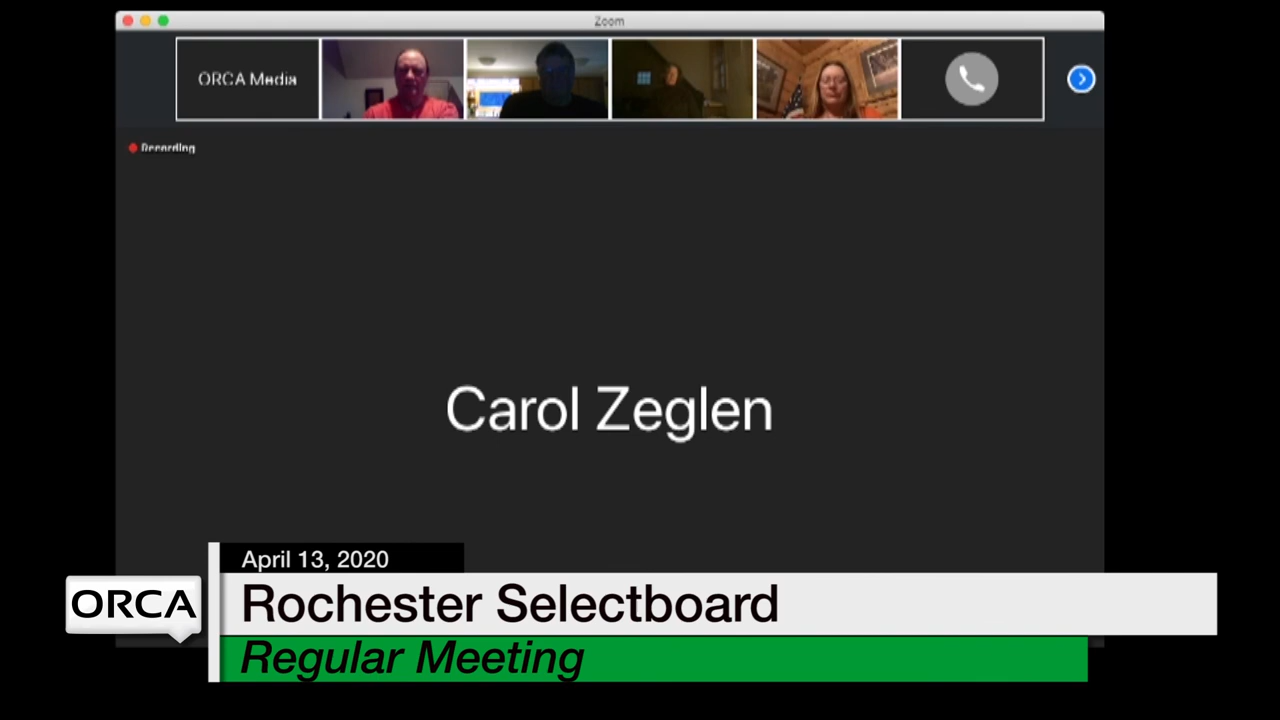 Zoom
ORCA Media
Recording
Carol Zeglen
April 13, 2020
ORCA
Rochester Selectboard
Regular Meeting